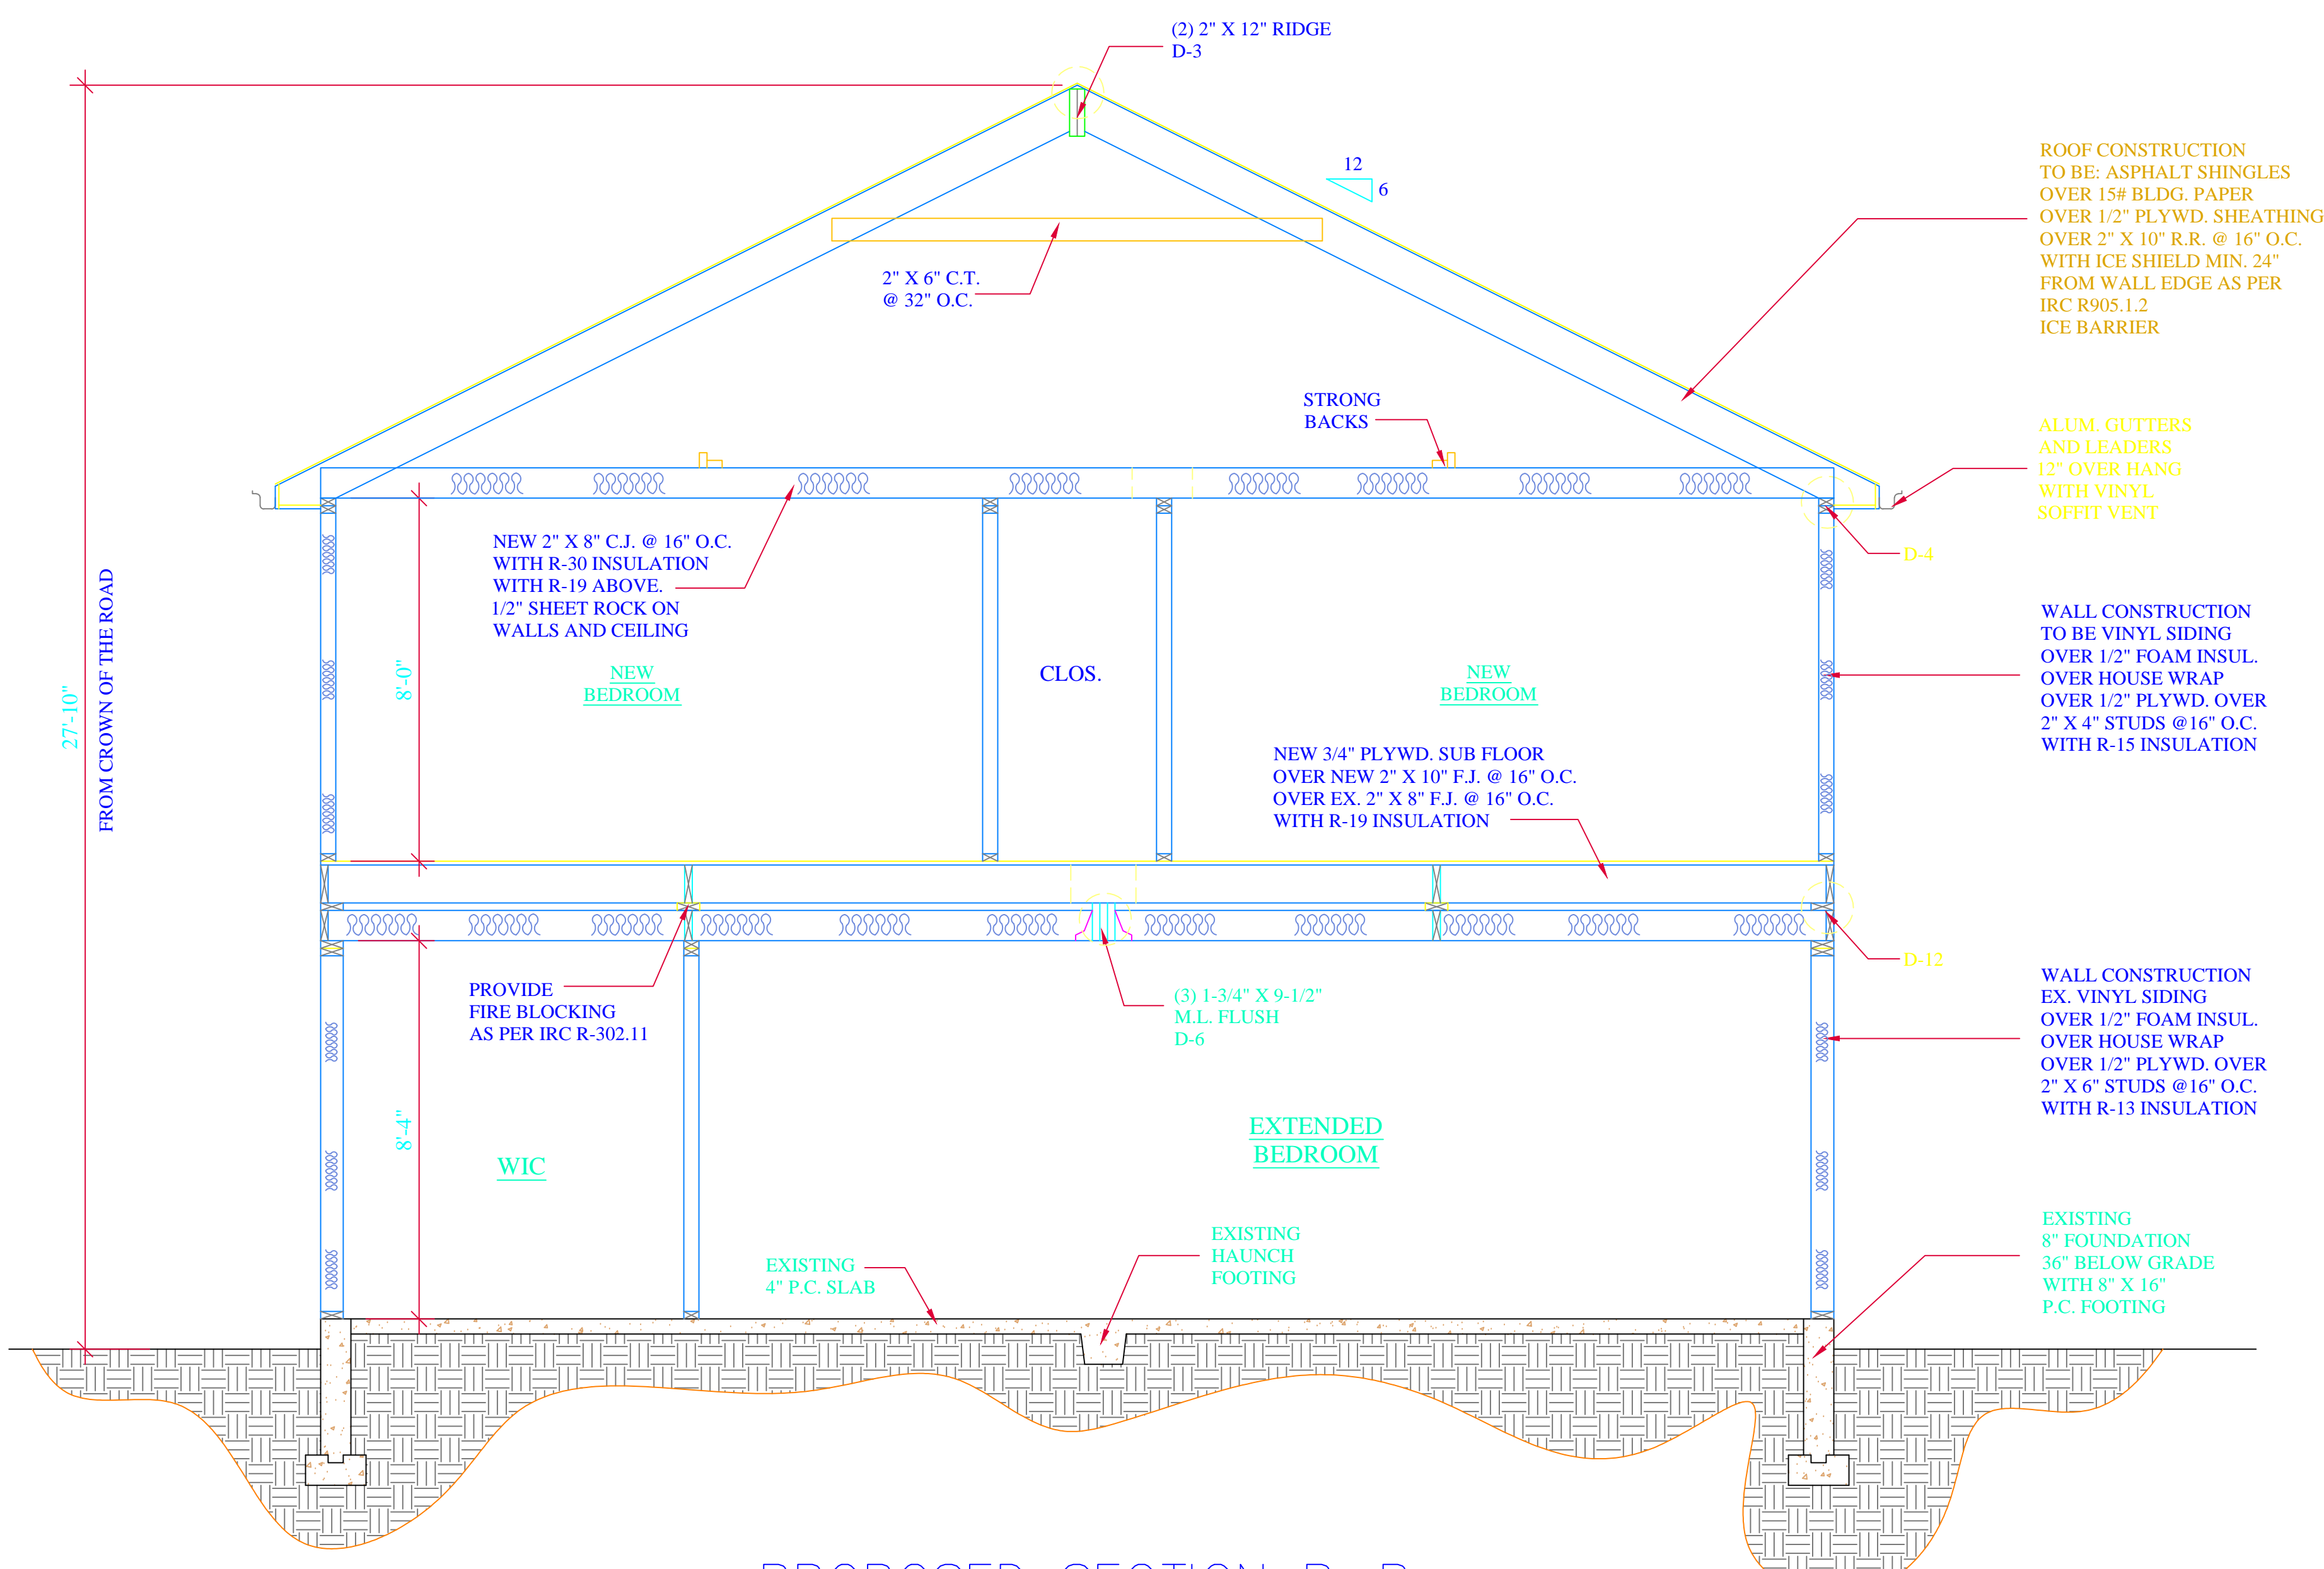 (2) 2" X 12" RIDGE
D-3
12
6
ROOF CONSTRUCTION
TO BE: ASPHALT SHINGLES
OVER 15# BLDG. PAPER
OVER 1/2" PLYWD. SHEATHING
OVER 2" X 10" R.R. @ 16" O.C.
WITH ICE SHIELD MIN. 24"
FROM WALL EDGE AS PER
IRC R905.1.2
ICE BARRIER
2" X 6" C.T.
@ 32" O.C.
STRONG
BACKS
ALUM. GUTTERS
AND LEADERS
12" OVER HANG
WITH VINYL
SOFFIT VENT
D-4
NEW 2" X 8" C.J. @ 16" O.C.
WITH R-30 INSULATION
WITH R-19 ABOVE.
1/2" SHEET ROCK ON
WALLS AND CEILING
27'-10"
FROM CROWN OF THE ROAD
8'-0"
NEW
BEDROOM
CLOS.
NEW
BEDROOM
WALL CONSTRUCTION
TO BE VINYL SIDING
OVER 1/2" FOAM INSUL.
OVER HOUSE WRAP
OVER 1/2" PLYWD. OVER
2" X 4" STUDS @16" O.C.
WITH R-15 INSULATION
NEW 3/4" PLYWD. SUB FLOOR
OVER NEW 2" X 10" F.J. @ 16" O.C.
OVER EX. 2" X 8" F.J. @ 16" O.C.
WITH R-19 INSULATION
D-12
PROVIDE
FIRE BLOCKING
AS PER IRC R-302.11
(3) 1-3/4" X 9-1/2"
M.L. FLUSH
D-6
WALL CONSTRUCTION
EX. VINYL SIDING
OVER 1/2" FOAM INSUL.
OVER HOUSE WRAP
OVER 1/2" PLYWD. OVER
2" X 6" STUDS @16" O.C.
WITH R-13 INSULATION
8'-4"
WIC
EXTENDED
BEDROOM
EXISTING
4" P.C. SLAB
EXISTING
HAUNCH
FOOTING
EXISTING
8" FOUNDATION
36" BELOW GRADE
WITH 8" X 16"
P.C. FOOTING